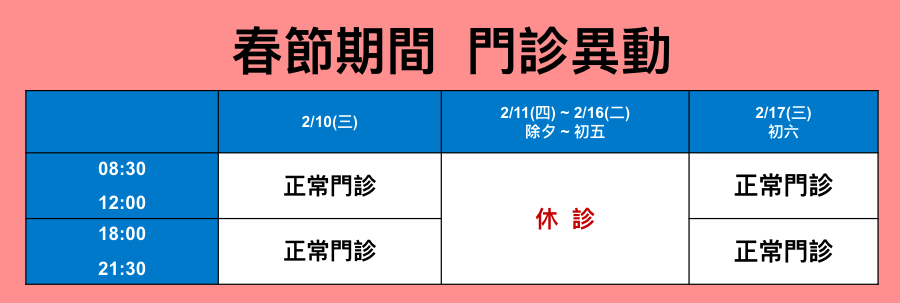 春節期間 門診異動
2/10(三)
2/11(四) ~ 2/16(二)
除夕 ~ 初五
2/17(三)
初六
08:30
12:00
正常門診
休 診
正常門診
18:00
21:30
正常門診
正常門診